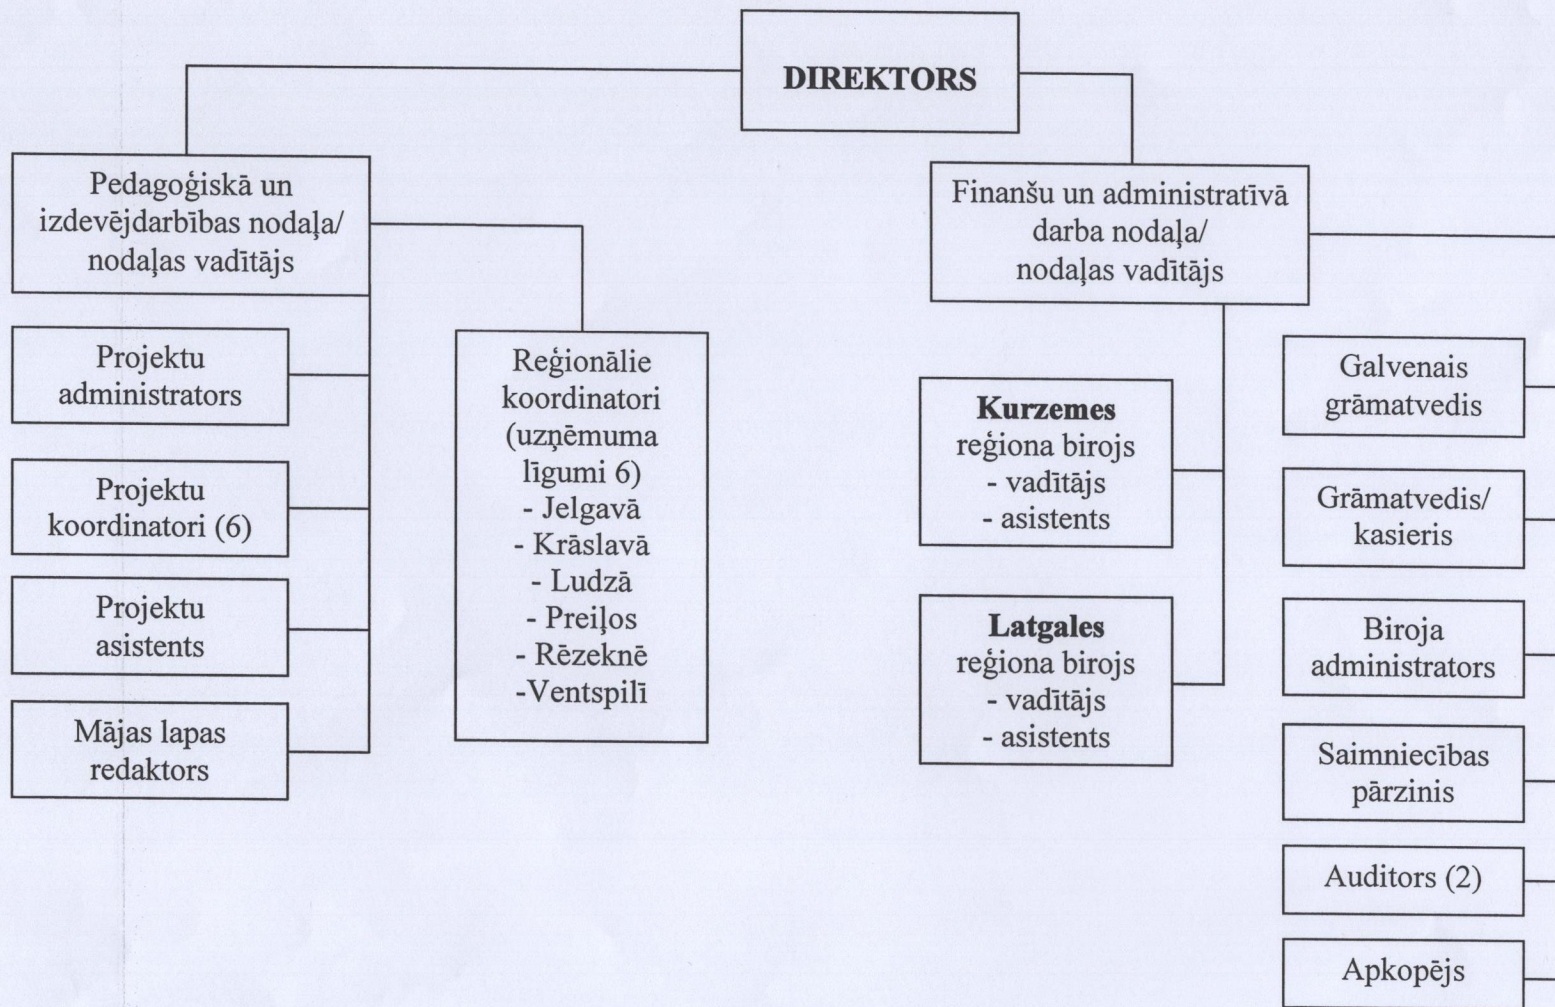 DIREKTORS
Pedagoģiskā un
izdevējdarbības nodaļa/
nodaļas vadītājs
Projektu
administrators
Projektu
koordinatori (6)
Projektu
asistents
Mājas lapas
redaktors
Reģionālie
koordinatori
(uzņēmuma
līgumi 6)
- Jelgavā
- Krāslavā
- Ludzā
- Preiļos
- Rēzeknē
-Ventspilī
Finanšu un administratīvā
darba nodaļa/
nodaļas vadītājs
Kurzemes
reģiona birojs
- vadītājs
- asistents
Latgales
reģiona birojs
- vadītājs
- asistents
Galvenais
grāmatvedis
Grāmatvedis/
kasieris
Biroja
administrators
Saimniecības
pārzinis
Auditors (2)
Apkopējs